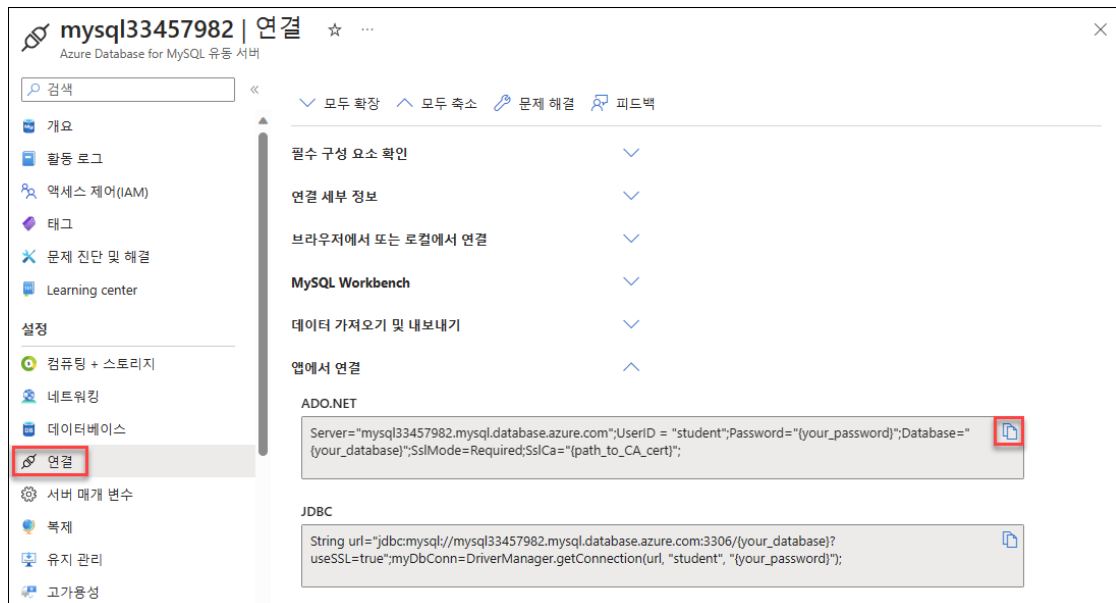 mysql33457982 | 연결
Azure Database for MySQL 유동 서버
검색
개요
활동 로그
액세스 제어(IAM)
태그
문제 진단 및 해결
Learning center
설정
컴퓨팅 + 스토리지
네트워킹
데이터베이스
연결
서버 매개 변수
복제
유지 관리
고가용성
모두 확장 모두 축소 문제 해결 피드백
필수 구성 요소 확인
연결 세부 정보
브라우저에서 또는 로컬에서 연결
MySQL Workbench
데이터 가져오기 및 내보내기
앱에서 연결
ADO.NET
Server="mysql33457982.mysql.database.azure.com";UserID = "student";Password="{your_password}";Database="
{your_database}";SslMode=Required;SslCa="{path_to_CA_cert}";
JDBC
String url="jdbc:mysql://mysql33457982.mysql.database.azure.com:3306/{your_database}?
useSSL=true";myDbConn=DriverManager.getConnection(url, "student", "{your_password}");